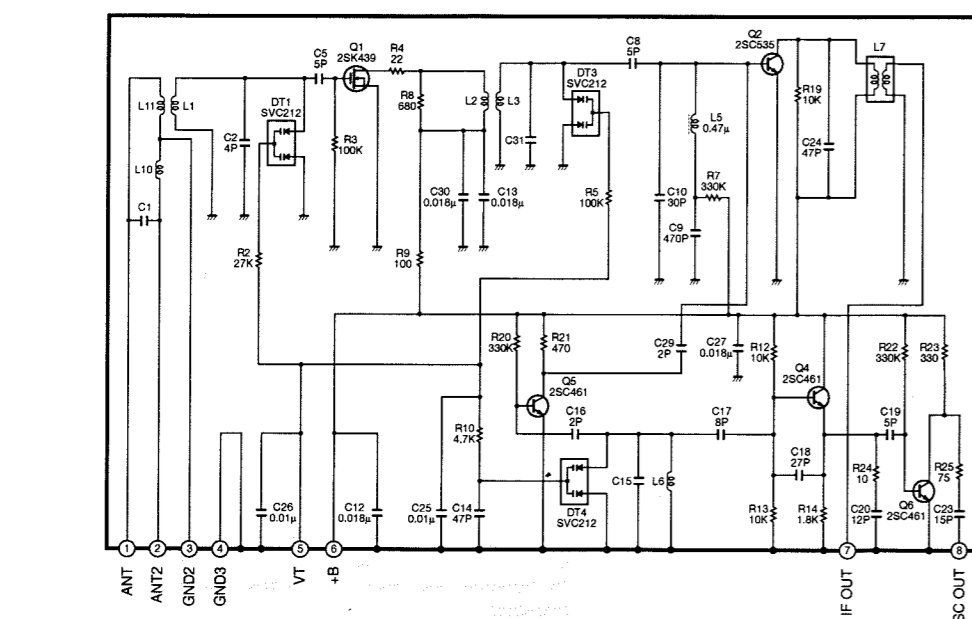 C5
5P
Q1
2SK439
R4
22
C8
5P
Q2
2SC535
L7
L11
L1
DT1
SVC212
R8
680
L2
L3
DT3
SVC212
R19
10K
C2
4P
R3
100K
C31
L5
0.47μ
C24
47P
L10
C30
0.018μ
C13
0.018μ
R5
100K
C10
30P
R7
330K
C1
C9
470P
R2
27K
R9
100
R20
330K
R21
470
C29
2P
C27
0.018μ
R12
10K
Q4
2SC461
R22
330K
R23
330
Q5
2SC461
C16
2P
C17
8P
C19
5P
R10
4.7K
C18
27P
R24
10
R25
75
C26
0.01μ
C12
0.018μ
C25
0.01μ
C14
47P
DT4
SVC212
C15
L6
R13
10K
R14
1.8K
C20
12P
Q6
2SC461
C23
15P
1
2
3
4
5
6
7
8
ANT
ANT2
GND2
GND3
VT
+B
IF OUT
SC OUT